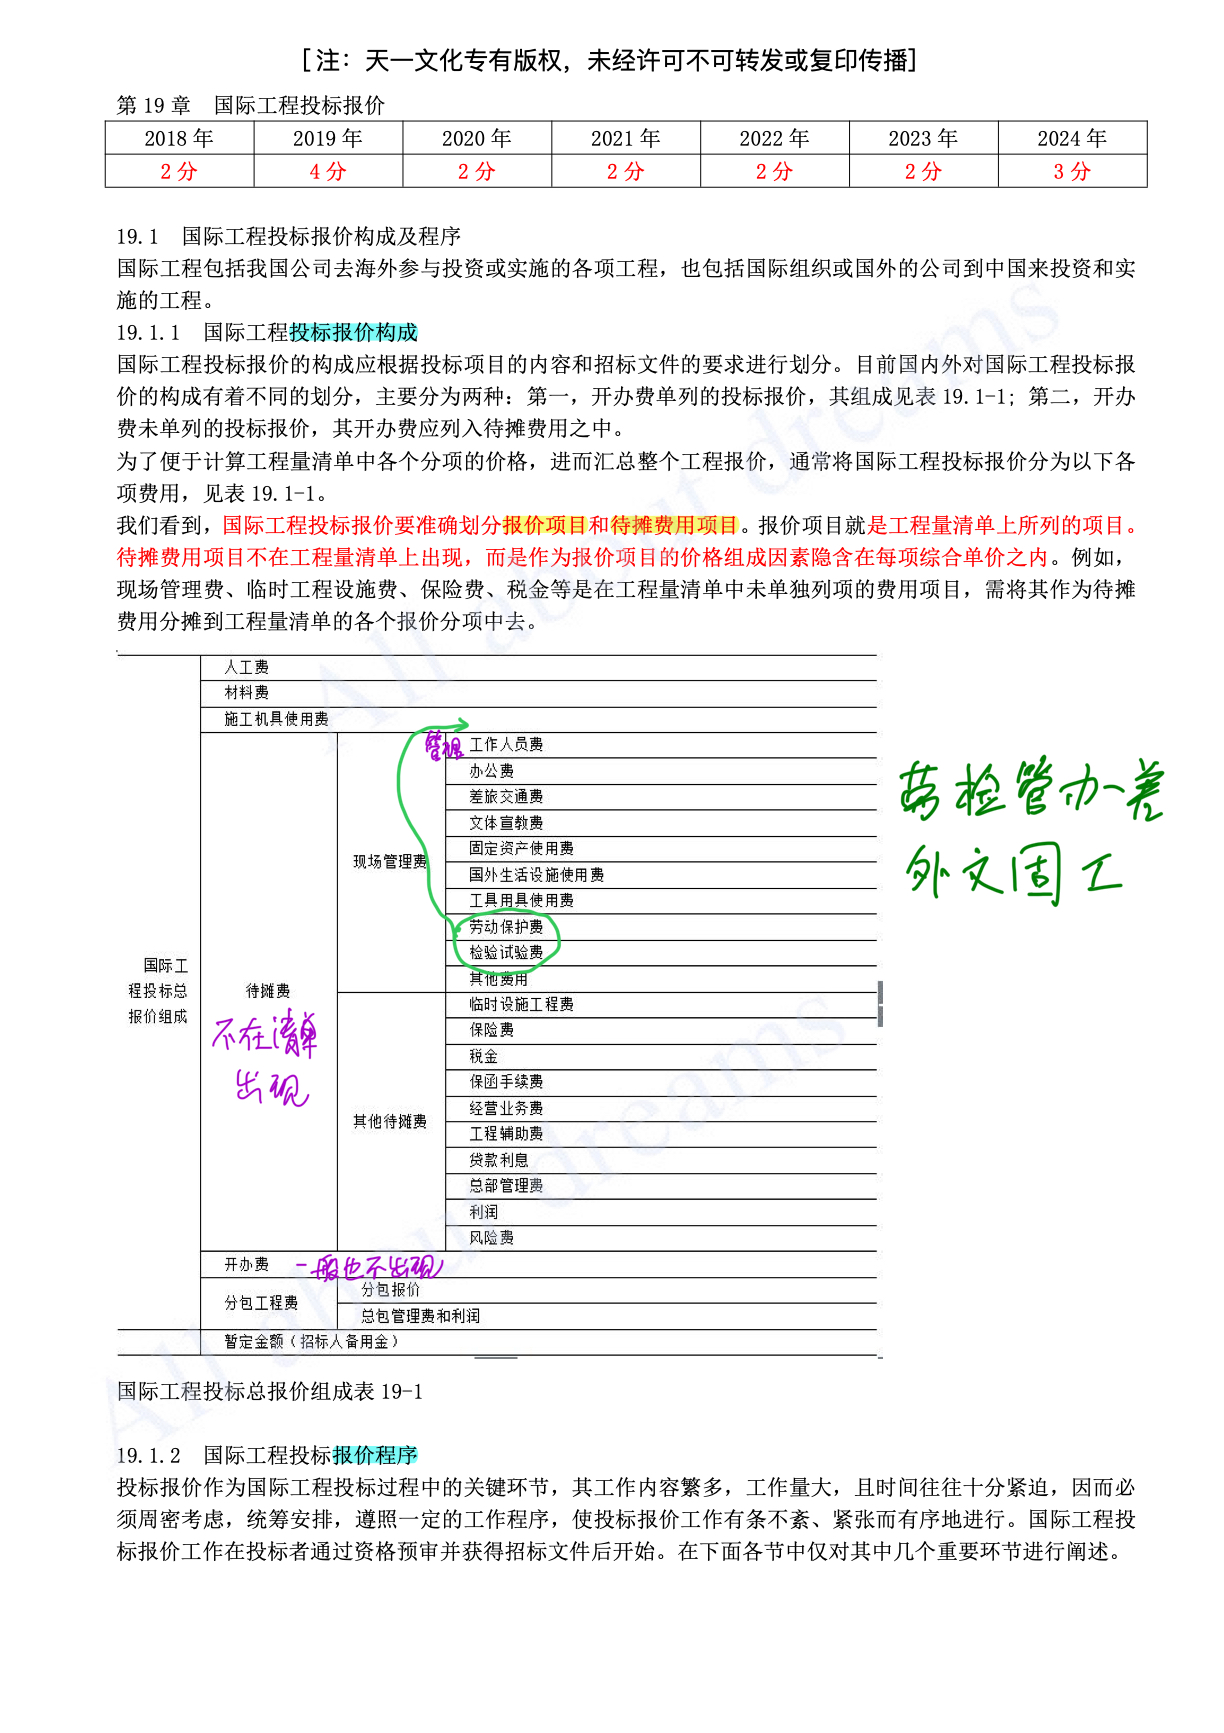 [注：天一文化专有版权，未经许可不可转发或复印传播]
第 19 章　国际工程投标报价
2018 年 2019 年 2020 年 2021 年 2022 年 2023 年 2024 年
2 分 4 分 2 分 2 分 2 分 2 分 3 分
19.1　国际工程投标报价构成及程序
国际工程包括我国公司去海外参与投资或实施的各项工程，也包括国际组织或国外的公司到中国来投资和实
施的工程。
19.1.1　国际工程投标报价构成
国际工程投标报价的构成应根据投标项目的内容和招标文件的要求进行划分。目前国内外对国际工程投标报
价的构成有着不同的划分，主要分为两种：第一，开办费单列的投标报价，其组成见表 19.1-1；第二，开办
费未单列的投标报价，其开办费应列入待摊费用之中。
为了便于计算工程量清单中各个分项的价格，进而汇总整个工程报价，通常将国际工程投标报价分为以下各
项费用，见表 19.1-1。
我们看到，国际工程投标报价要准确划分报价项目和待摊费用项目。报价项目就是工程量清单上所列的项目。
待摊费用项目不在工程量清单上出现，而是作为报价项目的价格组成因素隐含在每项综合单价之内。例如，
现场管理费、临时工程设施费、保险费、税金等是在工程量清单中未单独列项的费用项目，需将其作为待摊
费用分摊到工程量清单的各个报价分项中去。
人工费
材料费
施工机具使用费
管理 工作人员费
办公费
差旅交通费
文体宣教费
固定资产使用费
现场管理费
国外生活设施使用费
工具用具使用费
劳动保护费
检验试验费
其他费用
劳检管办一差
外文固工
国际工
程投标总
报价组成
待摊费
不在清单
出现
临时设施工程费
保险费
税金
保函手续费
经营业务费
其他待摊费
工程辅助费
贷款利息
总部管理费
利润
风险费
开办费 一般也不出现
分包工程费
分包报价
总包管理费和利润
暂定金额（招标人备用金）
国际工程投标总报价组成表 19-1
19.1.2　国际工程投标报价程序
投标报价作为国际工程投标过程中的关键环节，其工作内容繁多，工作量大，且时间往往十分紧迫，因而必
须周密考虑，统筹安排，遵照一定的工作程序，使投标报价工作有条不紊、紧张而有序地进行。国际工程投
标报价工作在投标者通过资格预审并获得招标文件后开始。在下面各节中仅对其中几个重要环节进行阐述。
All about dreams
All about dreams